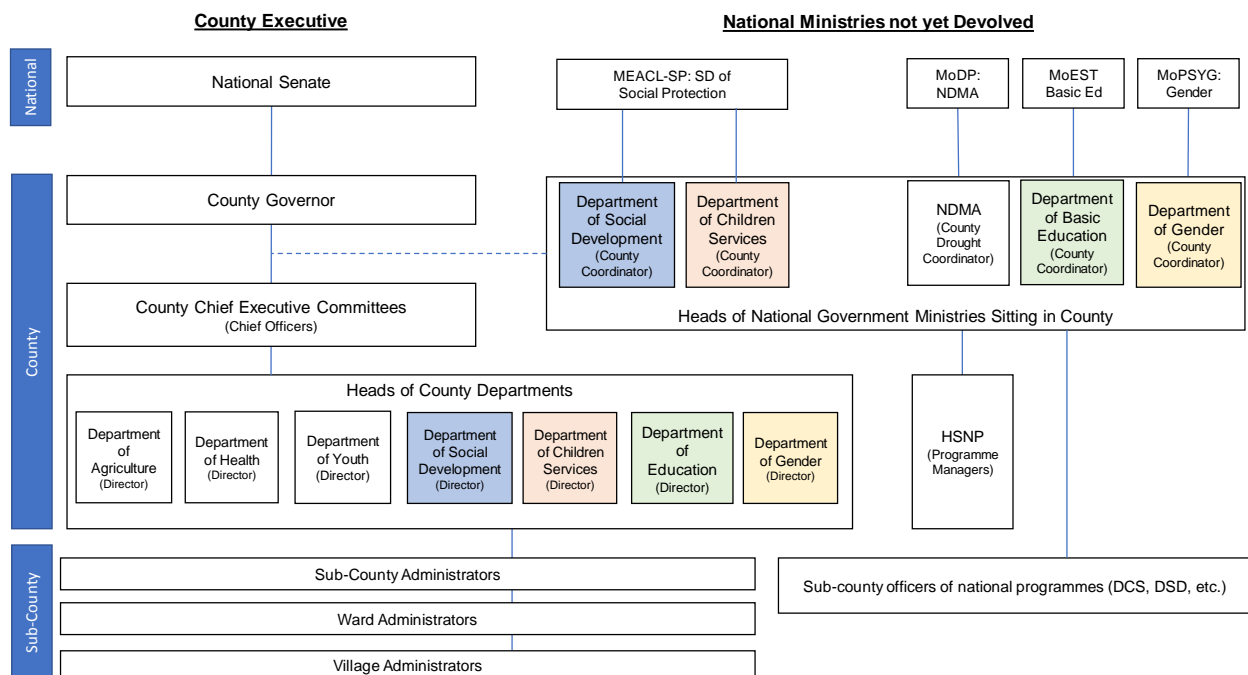 County Executive
National Ministries not yet Devolved
National
National Senate
MEACL-SP: SD of
Social Protection
MoDP:
NDMA
MoEST
Basic Ed
MoPSYG:
Gender
County
County Governor
Department
of Social
Development
(County
Coordinator)
Department
of Children
Services
(County
Coordinator)
NDMA
(County
Drought
Coordinator)
Department
of Basic
Education
(County
Coordinator)
Department
of Gender
(County
Coordinator)
Heads of National Government Ministries Sitting in County
County Chief Executive Committees
(Chief Officers)
Heads of County Departments
Department
of
Agriculture
(Director)
Department
of Health
(Director)
Department
of Youth
(Director)
Department
of Social
Development
(Director)
Department
of Children
Services
(Director)
Department
of
Education
(Director)
Department
of Gender
(Director)
HSNP
(Programme
Managers)
Sub-County
Sub-County Administrators
Ward Administrators
Village Administrators
Sub-county officers of national programmes (DCS, DSD, etc.)